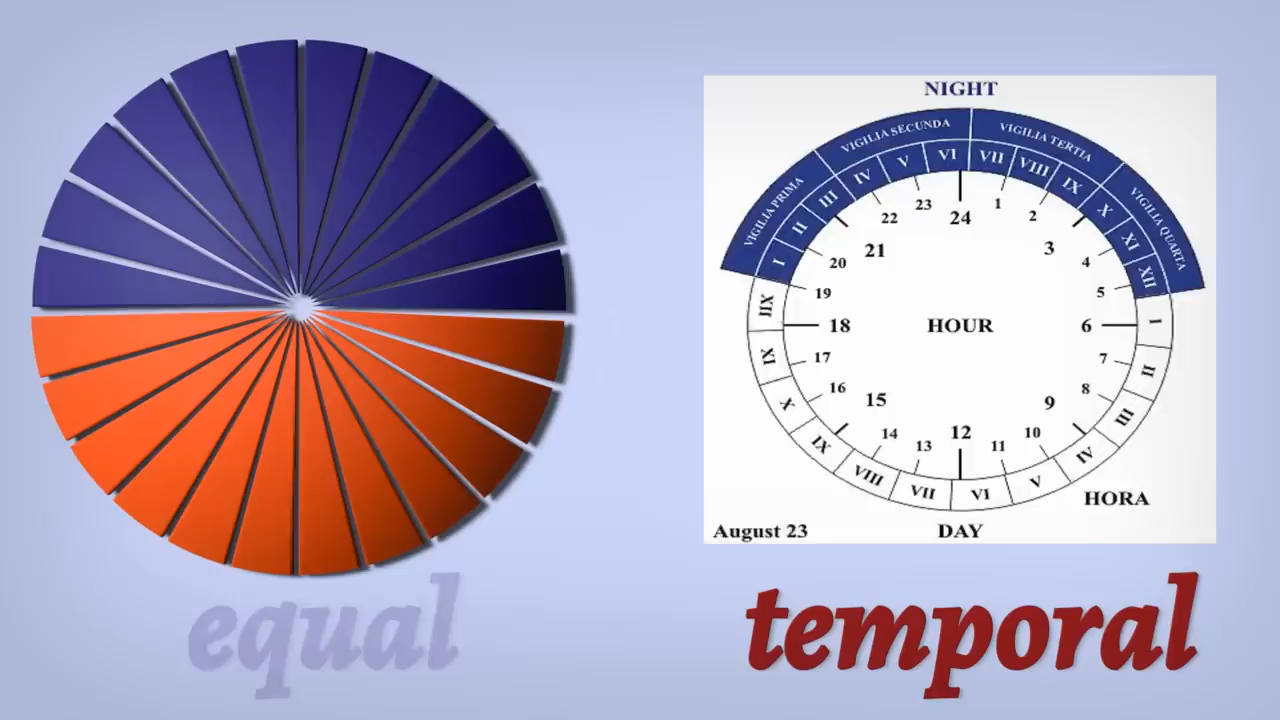 NIGHT
VIGILIA PRIMA
VIGILIA SECUNDA
VIGILIA TERTIA
VIGILIA QUARTA
I II III IV V VI VII VIII IX X XI XII
24 1 2 3 4 5 6 7 8 9 10 11 12 13 14 15 16 17 18 19 20 21 22 23
HOUR
I II III IV V VI VII VIII IX X XI XII
HORA
August 23
DAY
equal
temporal